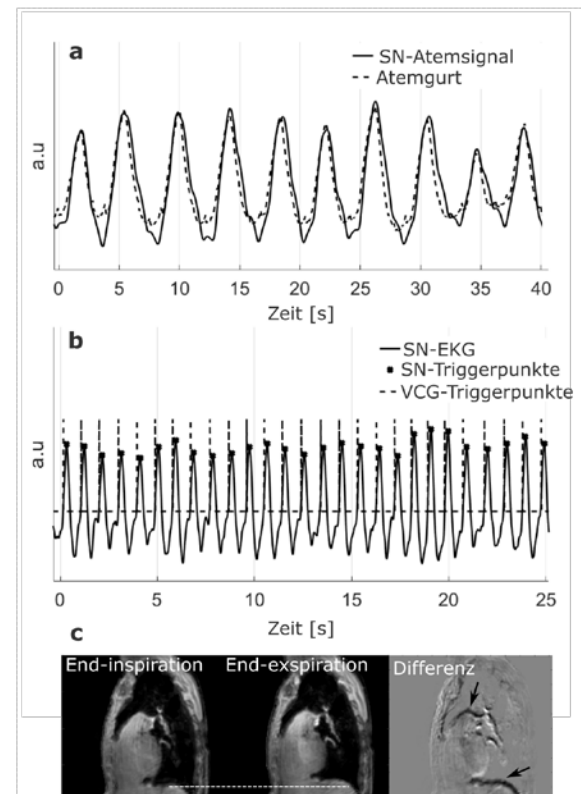 a
SN-Atemsignal
Atemgurt
a.u
0 5 10 15 20 25 30 35 40
Zeit [s]
b
SN-EKG
SN-Triggerpunkte
VCG-Triggerpunkte
a.u
0 5 10 15 20 25
Zeit [s]
c
End-inspiration End-exspiration Differenz